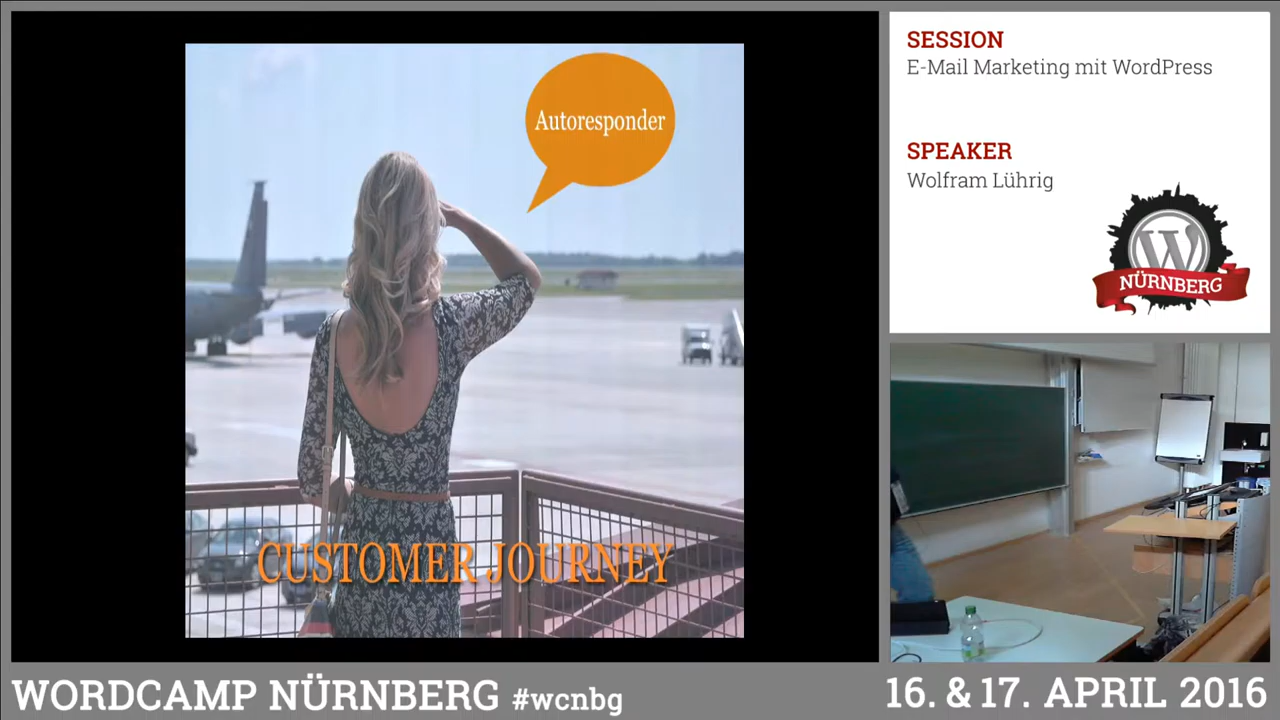 Autoresponder
CUSTOMER JOURNEY
SESSION
E-Mail Marketing mit WordPress
SPEAKER
Wolfram Lührig
W
NÜRNBERG
WORDCAMP NÜRNBERG #wcnbg
16. & 17. APRIL 2016